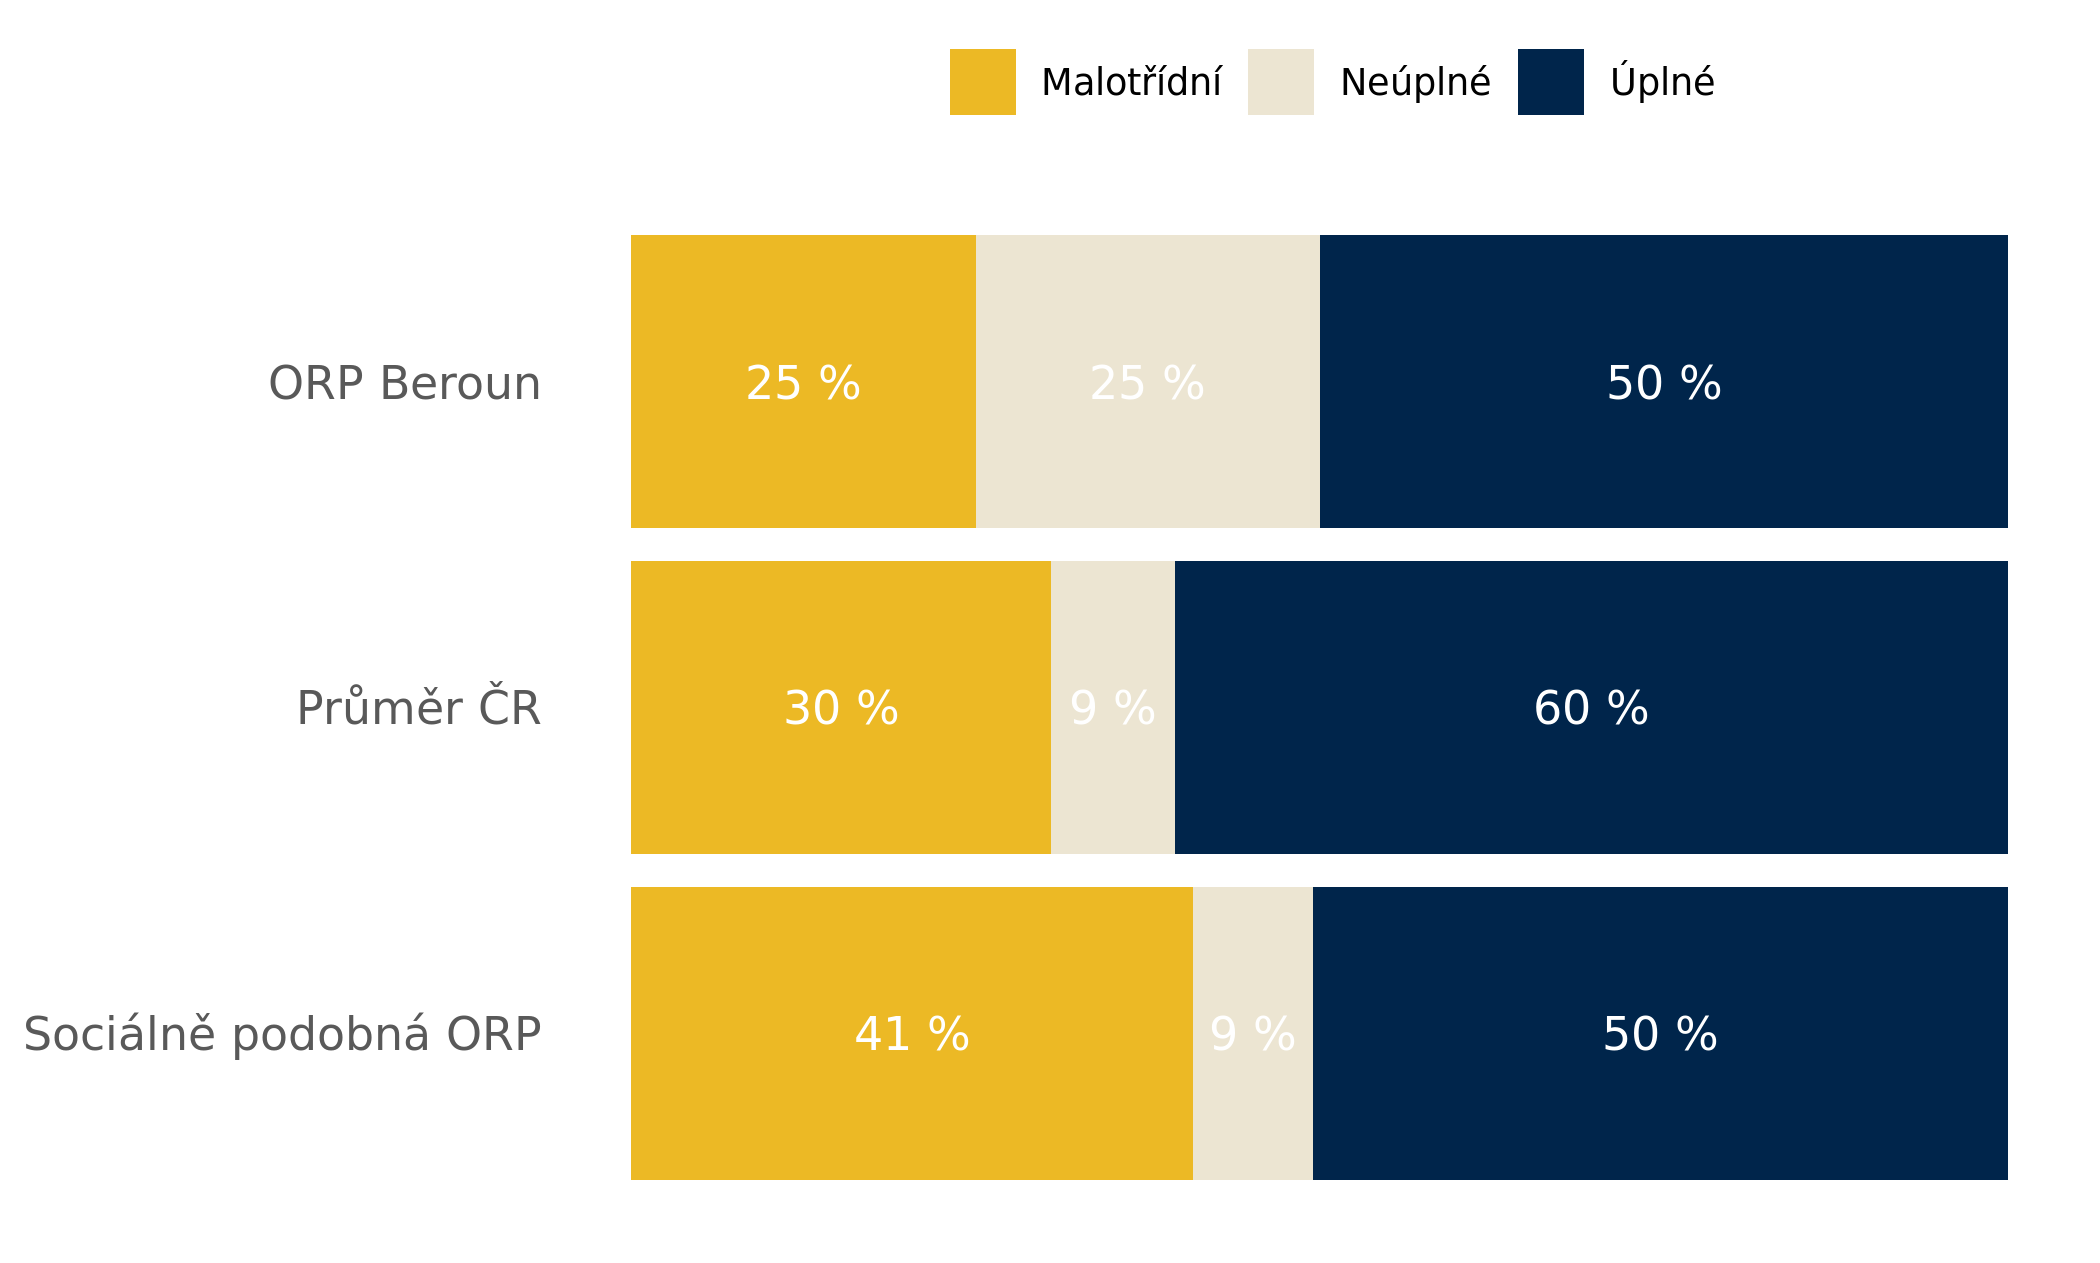 Malotřídní Neúplné Úplné
ORP Beroun 25 % 25 % 50 %
Průměr ČR 30 % 9 % 60 %
Sociálně podobná ORP 41 % 9 % 50 %